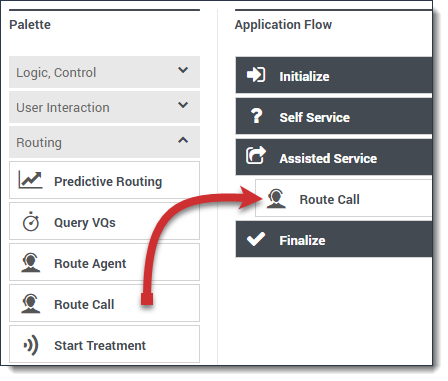 Palette
Logic, Control
User Interaction
Routing
Predictive Routing
Query VQs
Route Agent
Route Call
Start Treatment
Application Flow
Initialize
? Self Service
Assisted Service
Route Call
Finalize